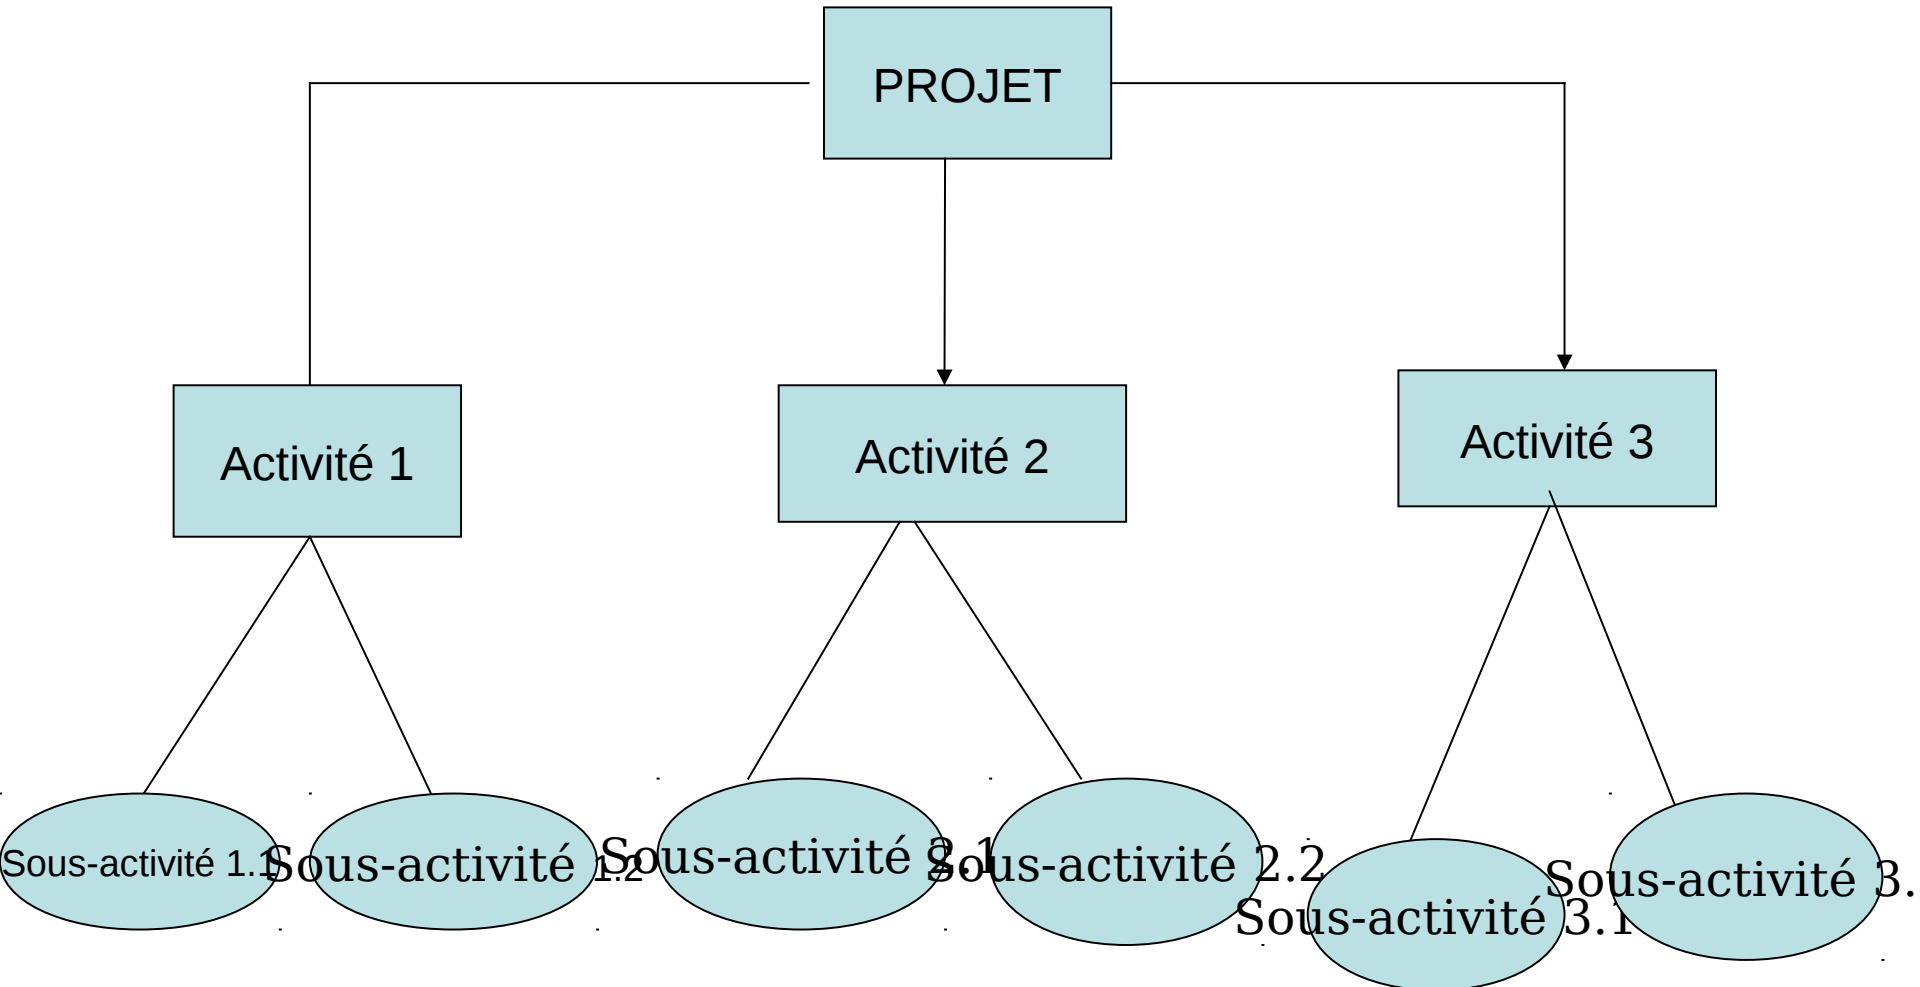 PROJET
Activité 1
Activité 2
Activité 3
Sous-activité 1.1
Sous-activité 1.2
Sous-activité 2.1
Sous-activité 2.2
Sous-activité 3.1
Sous-activité 3.